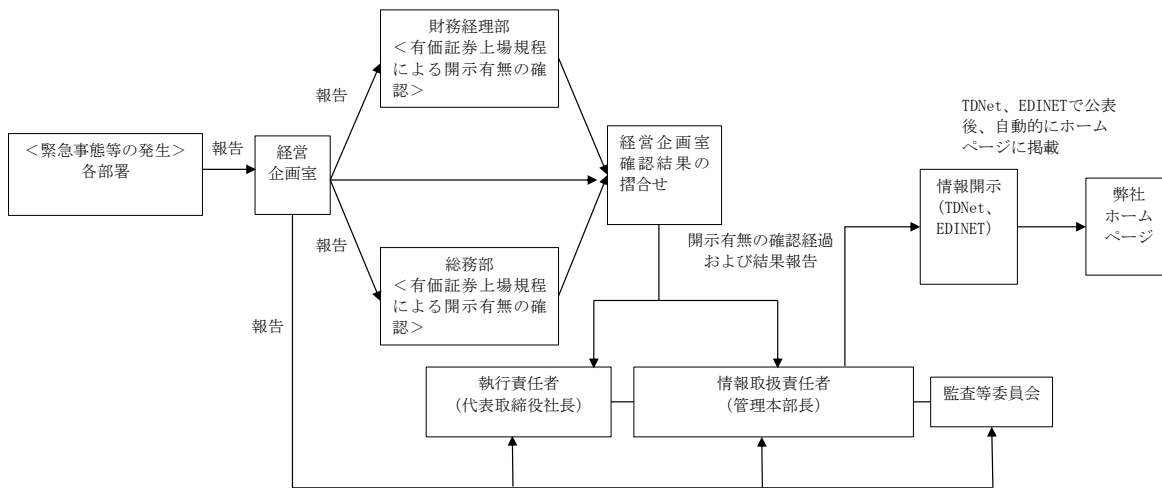 財務経理部
＜有価証券上場規程
による開示有無の確
認＞
報告
TDNet、EDINETで公表
後、自動的にホーム
ページに掲載
＜緊急事態等の発生＞
各部署
報告
経営
企画室
経営企画室
確認結果の
摺合せ
情報開示
(TDNet、
EDINET)
弊社
ホーム
ページ
報告
開示有無の確認経過
および結果報告
総務部
＜有価証券上場規程
による開示有無の確
認＞
報告
執行責任者
（代表取締役社長）
情報取扱責任者
（管理本部長）
監査等委員会